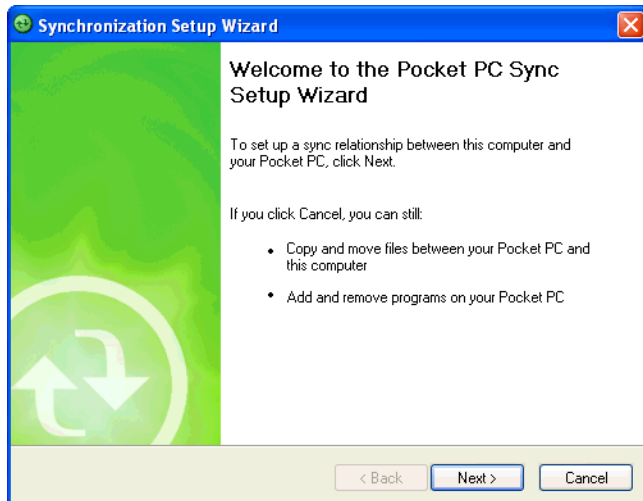 Synchronization Setup Wizard
Welcome to the Pocket PC Sync
Setup Wizard
To set up a sync relationship between this computer and
your Pocket PC, click Next.
If you click Cancel, you can still:
• Copy and move files between your Pocket PC and
this computer
• Add and remove programs on your Pocket PC
< Back
Next >
Cancel